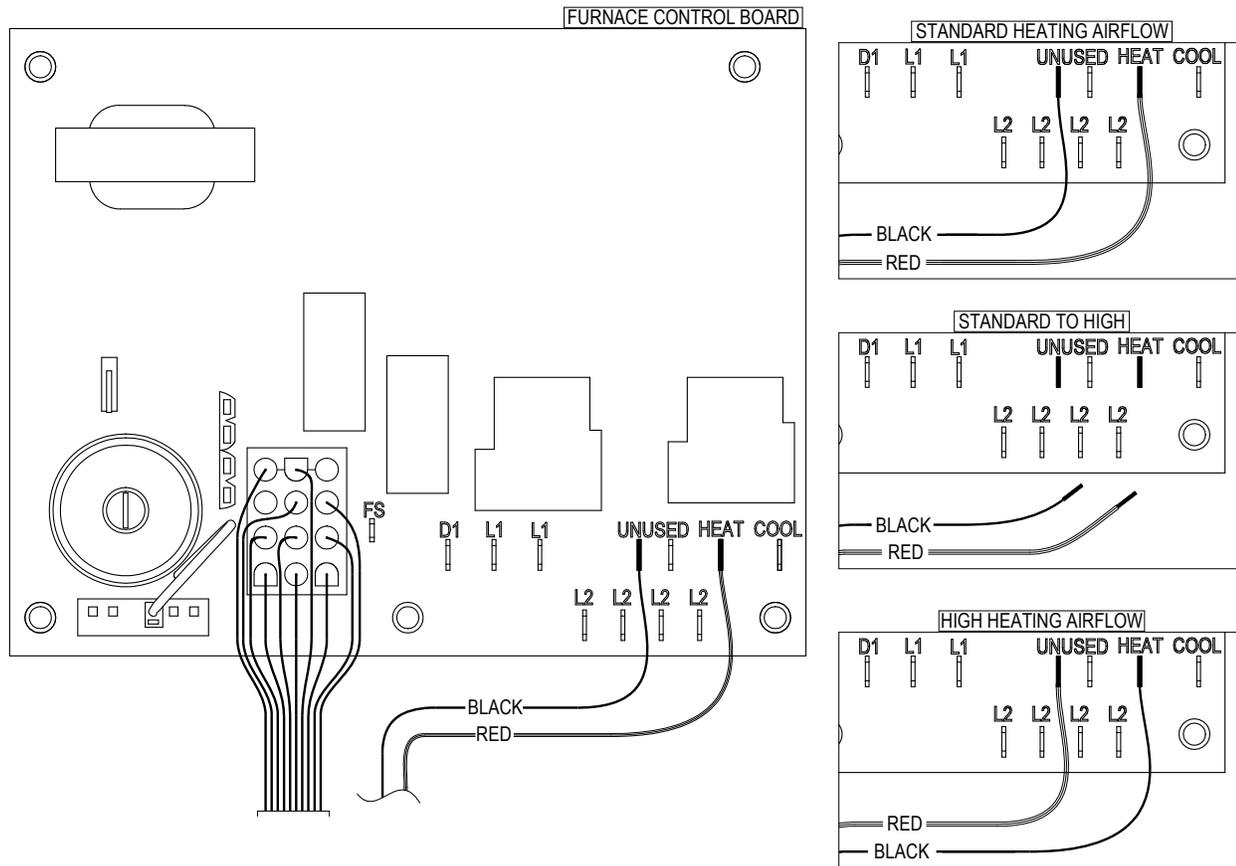 FURNACE CONTROL BOARD
FS
D1 L1 L1 UNUSED HEAT COOL
L2 L2 L2 L2
BLACK
RED
STANDARD HEATING AIRFLOW
D1 L1 L1 UNUSED HEAT COOL
L2 L2 L2 L2
BLACK
RED
STANDARD TO HIGH
D1 L1 L1 UNUSED HEAT COOL
L2 L2 L2 L2
BLACK
RED
HIGH HEATING AIRFLOW
D1 L1 L1 UNUSED HEAT COOL
L2 L2 L2 L2
RED
BLACK